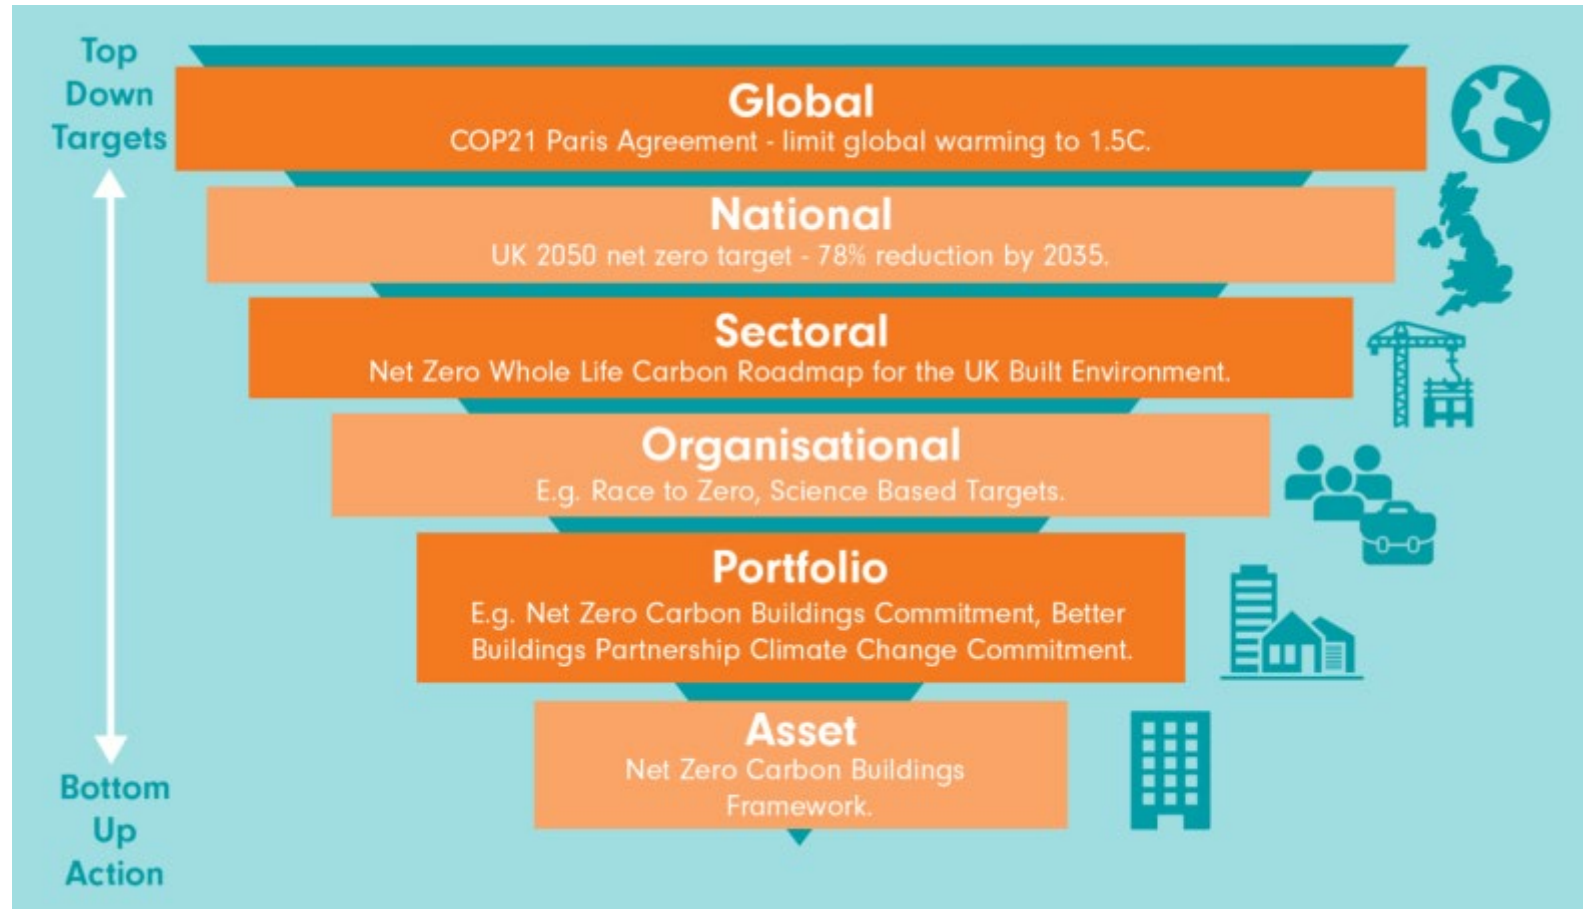 Top
Down
Targets
Global
COP21 Paris Agreement - limit global warming to 1.5C.
National
UK 2050 net zero target - 78% reduction by 2035.
Sectoral
Net Zero Whole Life Carbon Roadmap for the UK Built Environment.
Organisational
E.g. Race to Zero, Science Based Targets.
Portfolio
E.g. Net Zero Carbon Buildings Commitment, Better
Buildings Partnership Climate Change Commitment.
Asset
Net Zero Carbon Buildings
Framework.
Bottom
Up
Action